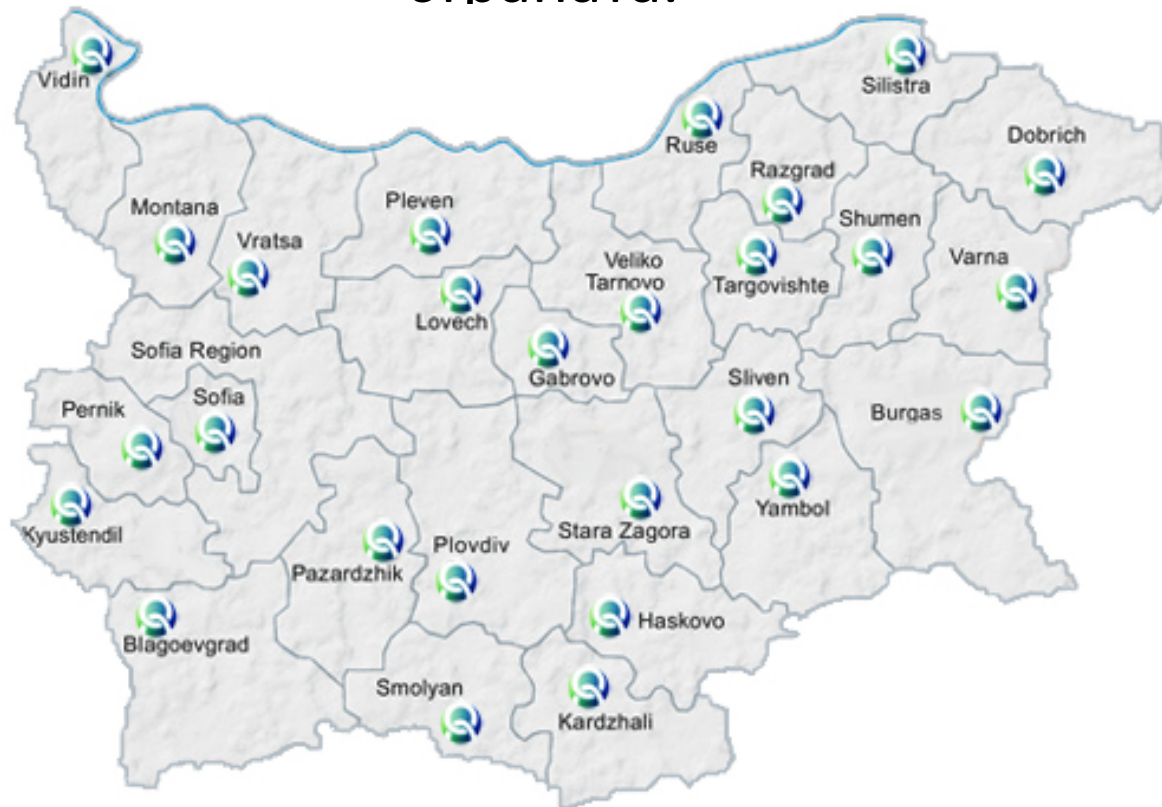 Vidin
Silistra
Ruse
Dobrich
Razgrad
Montana
Pleven
Shumen
Vratsa
Veliko
Tarnovo
Varna
Targovishte
Lovech
Sofia Region
Gabrovo
Sliven
Sofia
Pernik
Burgas
Yambol
Stara Zagora
Kyustendil
Plovdiv
Pazardzhik
Haskovo
Blagoevgrad
Smolyan
Kardzhali